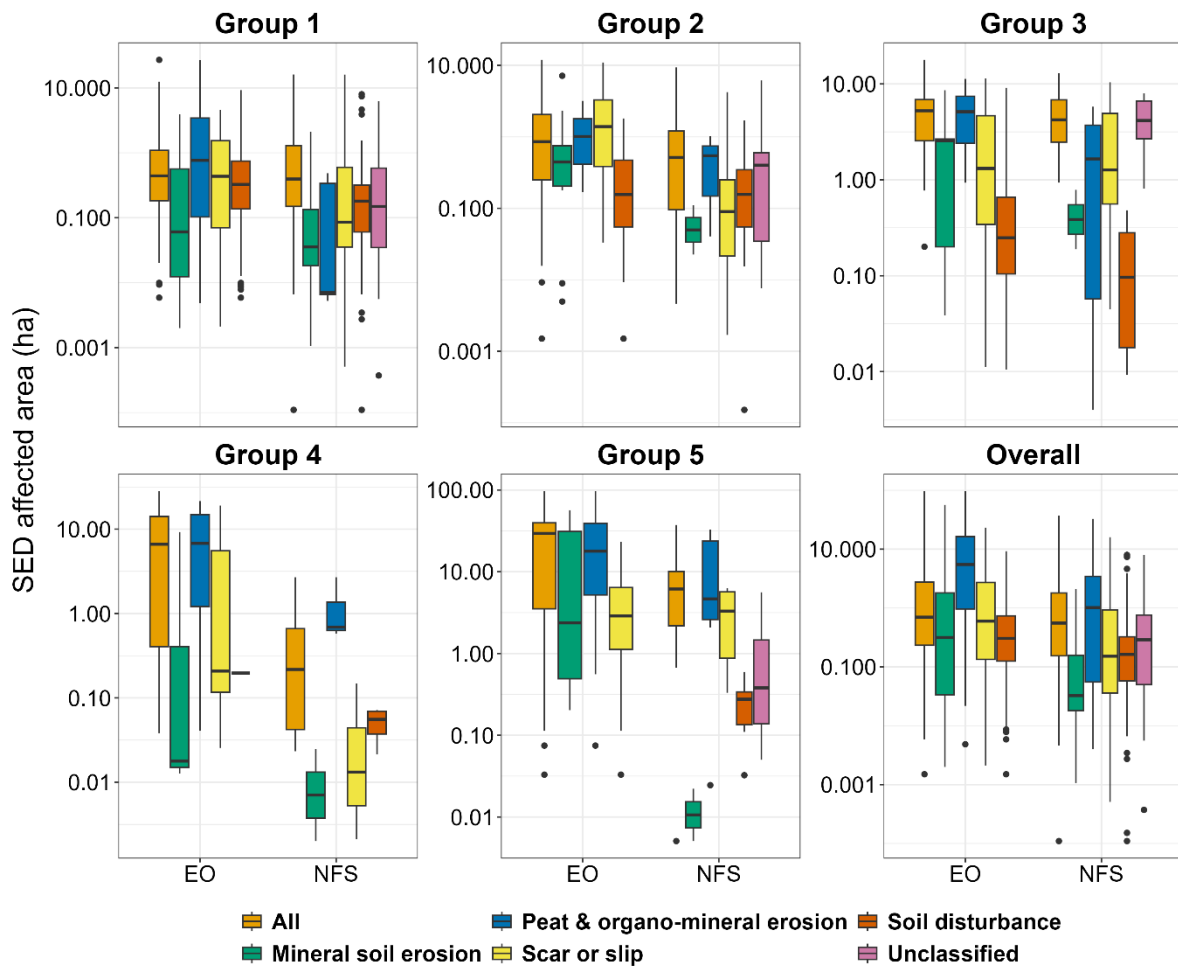 Group 1
Group 2
Group 3
10.000
0.100
0.001
10.000
0.100
0.001
10.00
1.00
0.10
0.01
SED affected area (ha)
Group 4
Group 5
Overall
10.00
1.00
0.10
0.01
100.00
10.00
1.00
0.10
0.01
10.000
0.100
0.001
EO NFS
EO NFS
EO NFS
All Peat & organo-mineral erosion Soil disturbance
Mineral soil erosion Scar or slip Unclassified